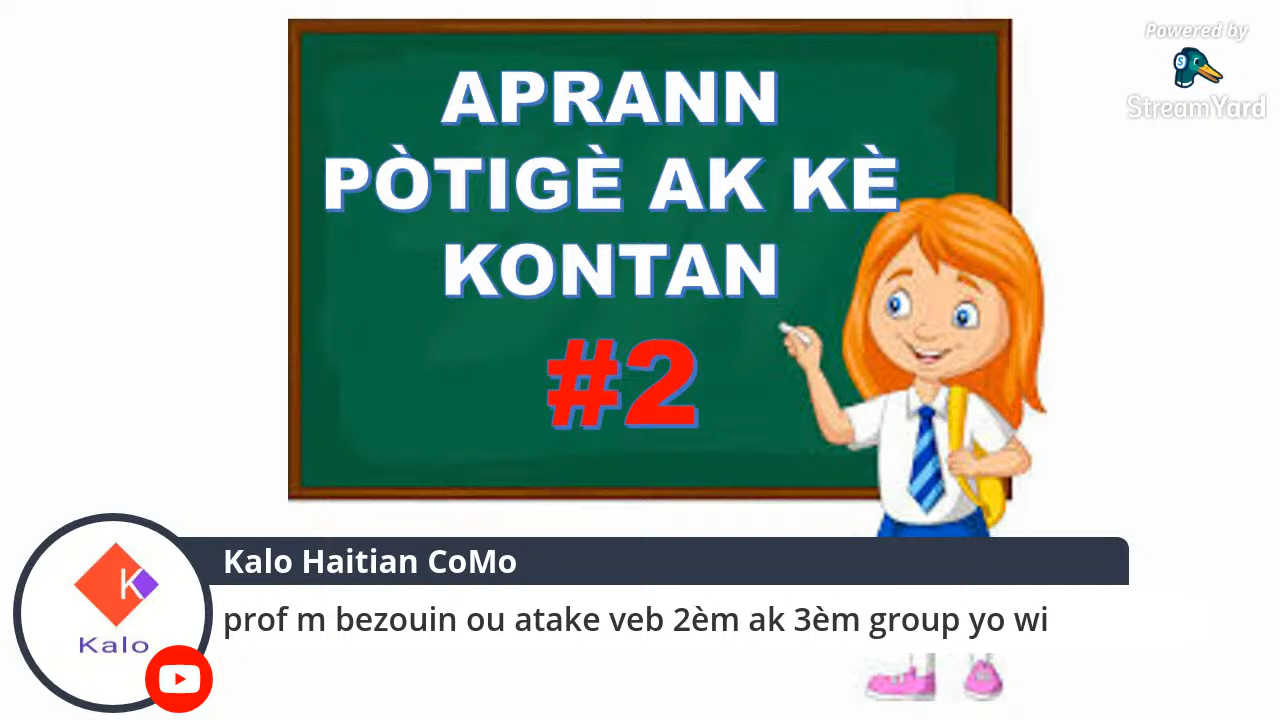 Powered by
StreamYard
APRANN
PÒTIGÈ AK KÈ
KONTAN
#2
Kalo Haitian CoMo
prof m bezouin ou atake veb 2èm ak 3èm group yo wi
K
Kalo